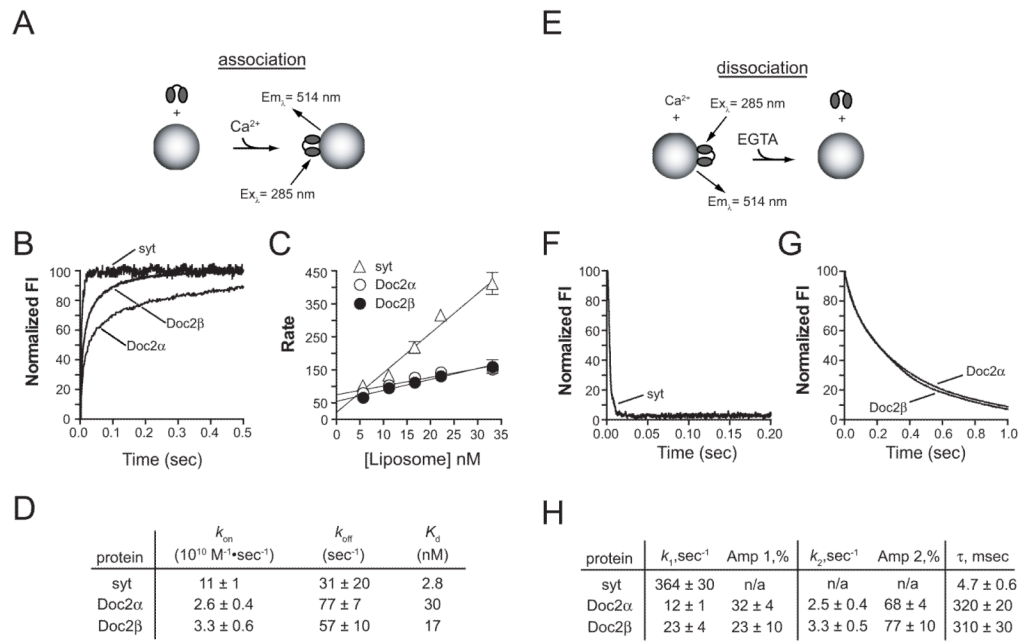 A
association
Em λ = 514 nm
+
Ca2+
Ex λ = 285 nm
E
dissociation
Ca2+
+
Ex λ = 285 nm
EGTA
+
Em λ = 514 nm
B
syt
Doc2β
Doc2α
Normalized FI
100
80
60
40
20
0
0.0 0.1 0.2 0.3 0.4 0.5
Time (sec)
C
syt
Doc2α
Doc2β
Rate
450
350
250
150
50
0 5 10 15 20 25 30 35
[Liposome] nM
F
Normalized FI
100
80
60
40
20
0
syt
0.00 0.05 0.10 0.15 0.20
Time (sec)
G
Normalized FI
100
80
60
40
20
0
Doc2α
Doc2β
0.0 0.2 0.4 0.6 0.8 1.0
Time (sec)
D
protein kon (10^10 M-1•sec-1) koff (sec-1) Kd (nM)
syt 11 ± 1 31 ± 20 2.8
Doc2α 2.6 ± 0.4 77 ± 7 30
Doc2β 3.3 ± 0.6 57 ± 10 17
H
protein k1,sec-1 Amp 1,% k2,sec-1 Amp 2,% τ, msec
syt 364 ± 30 n/a n/a n/a 4.7 ± 0.6
Doc2α 12 ± 1 32 ± 4 2.5 ± 0.4 68 ± 4 320 ± 20
Doc2β 23 ± 4 23 ± 10 3.3 ± 0.5 77 ± 10 310 ± 30